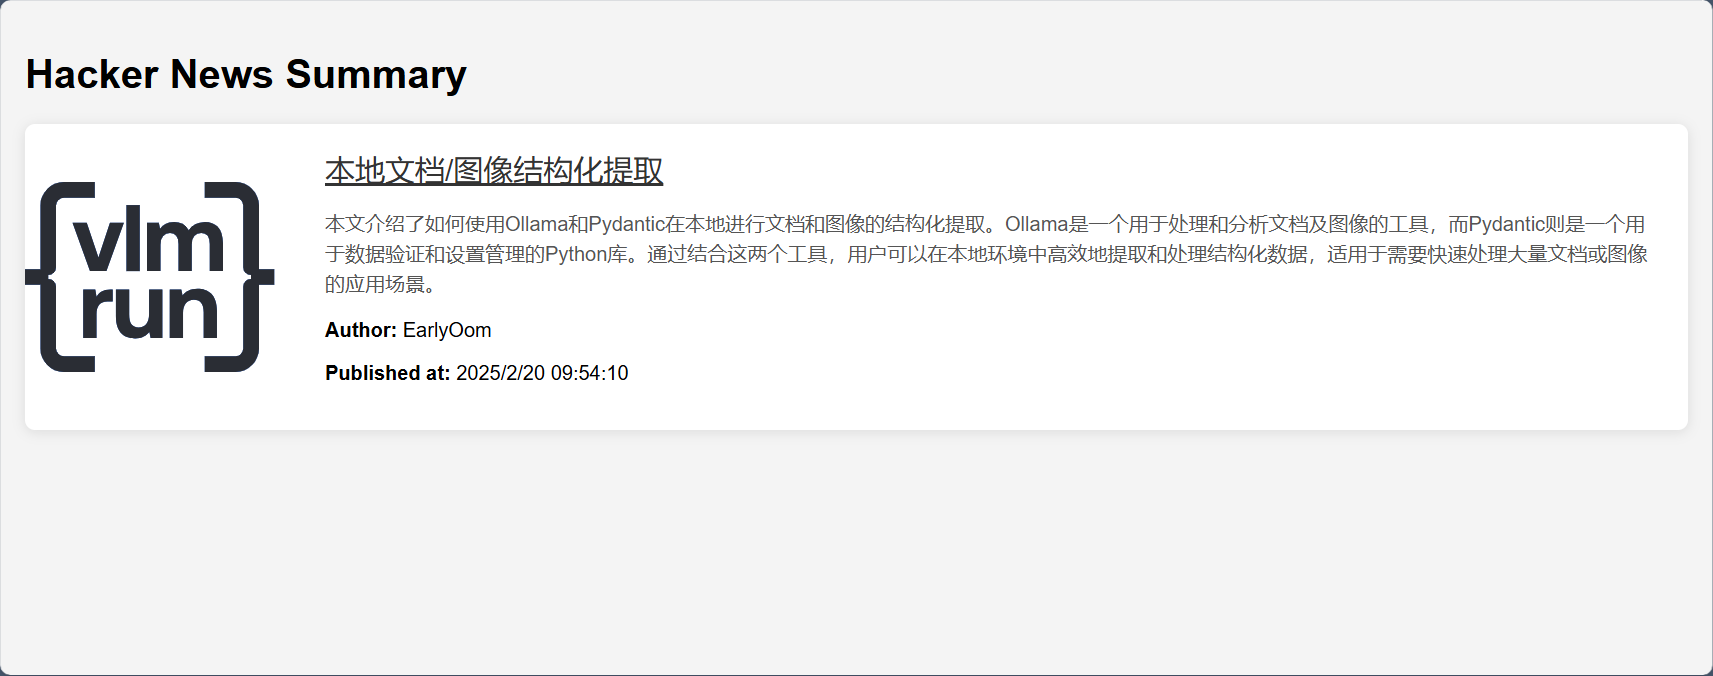 Hacker News Summary
vlm
run
本地文档/图像结构化提取
本文介绍了如何使用Ollama和Pydantic在本地进行文档和图像的结构化提取。Ollama是一个用于处理和分析文档及图像的工具，而Pydantic则是一个用
于数据验证和设置管理的Python库。通过结合这两个工具，用户可以在本地环境中高效地提取和处理结构化数据，适用于需要快速处理大量文档或图像
的应用场景。
Author: EarlyOom
Published at: 2025/2/20 09:54:10